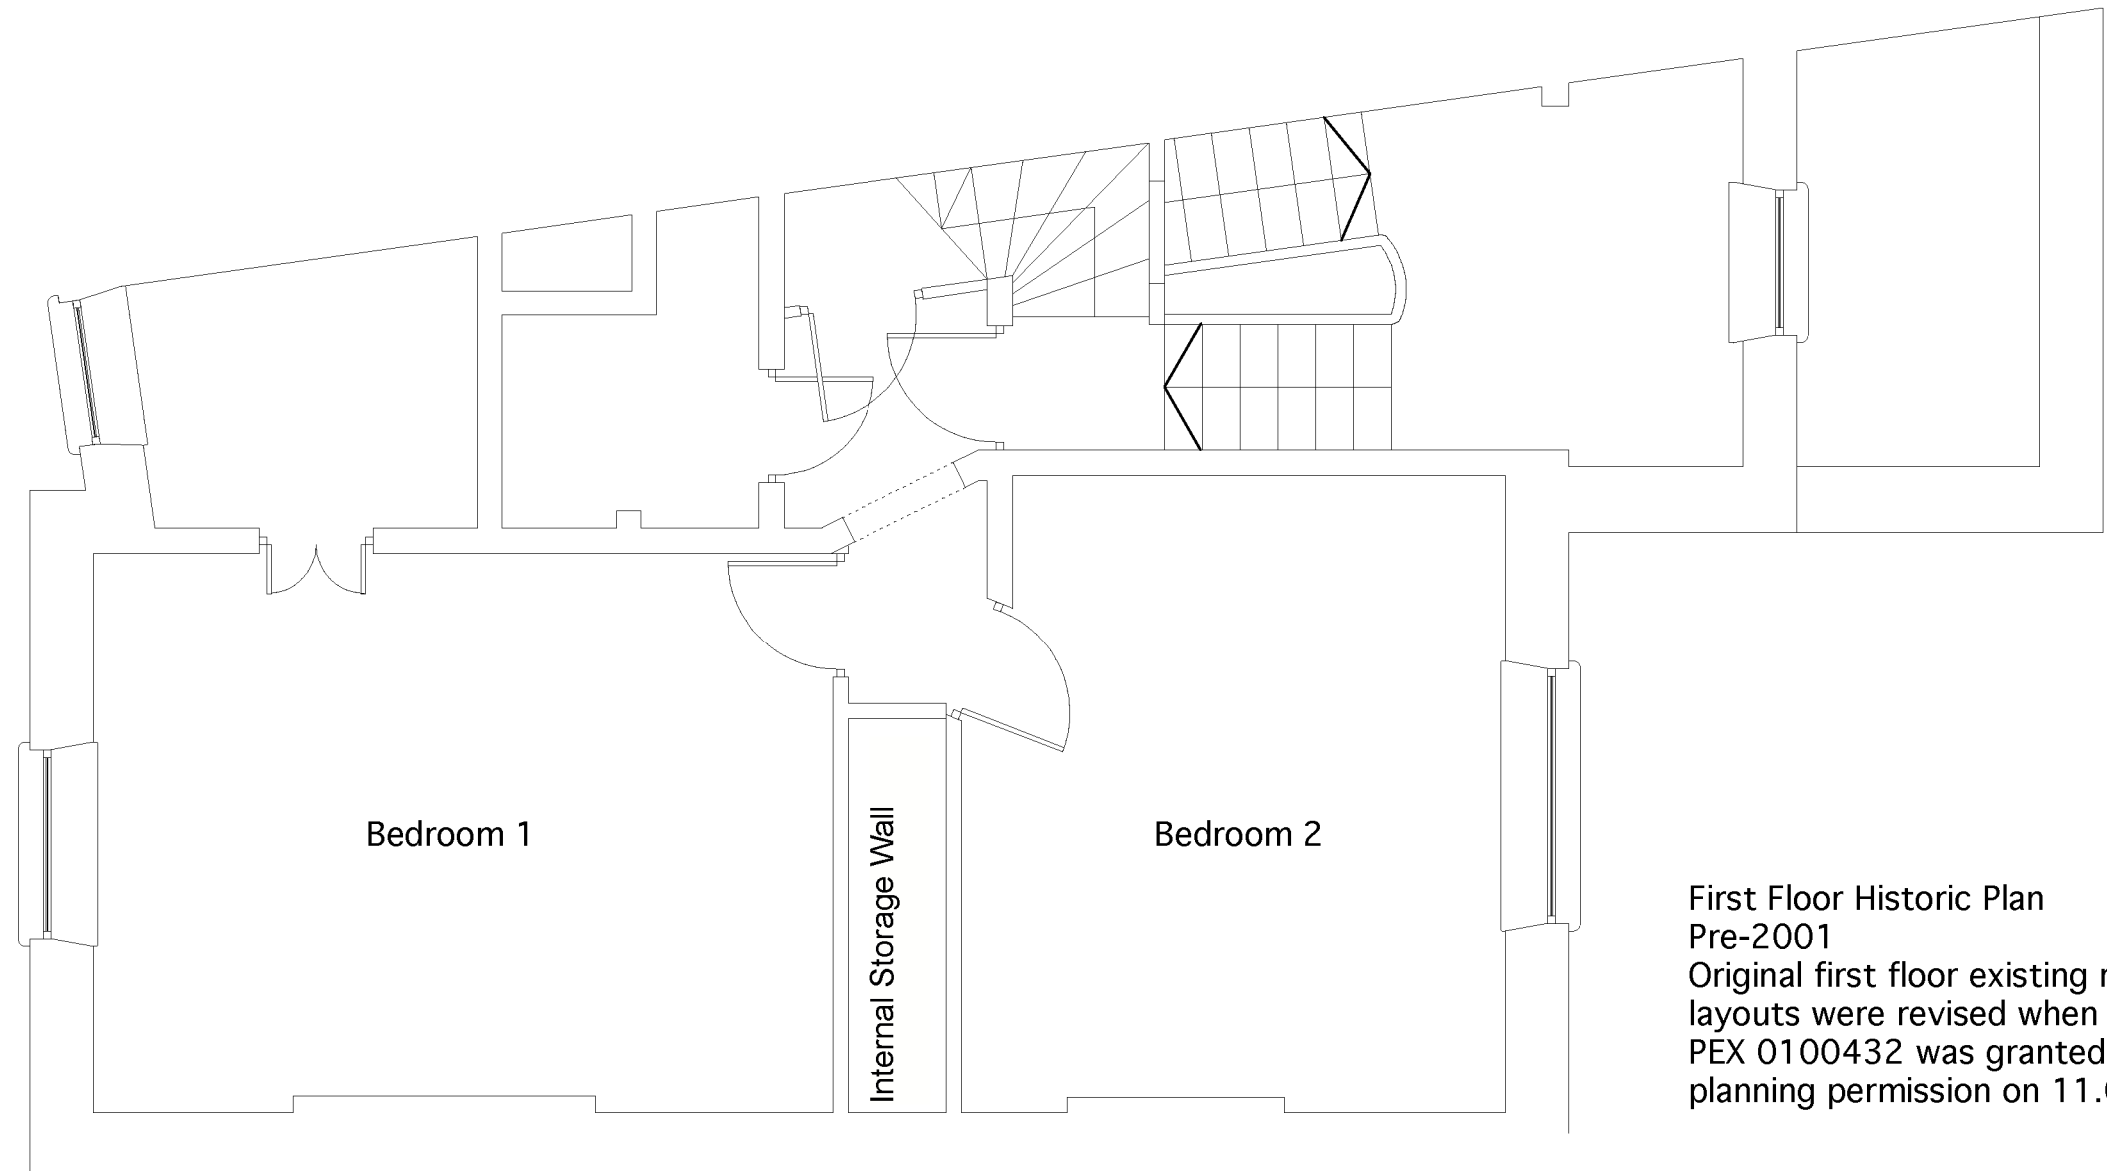 Bedroom 1
Internal Storage Wall
Bedroom 2
First Floor Historic Plan
Pre-2001
Original first floor existing
layouts were revised when
PEX 0100432 was granted
planning permission on 11.